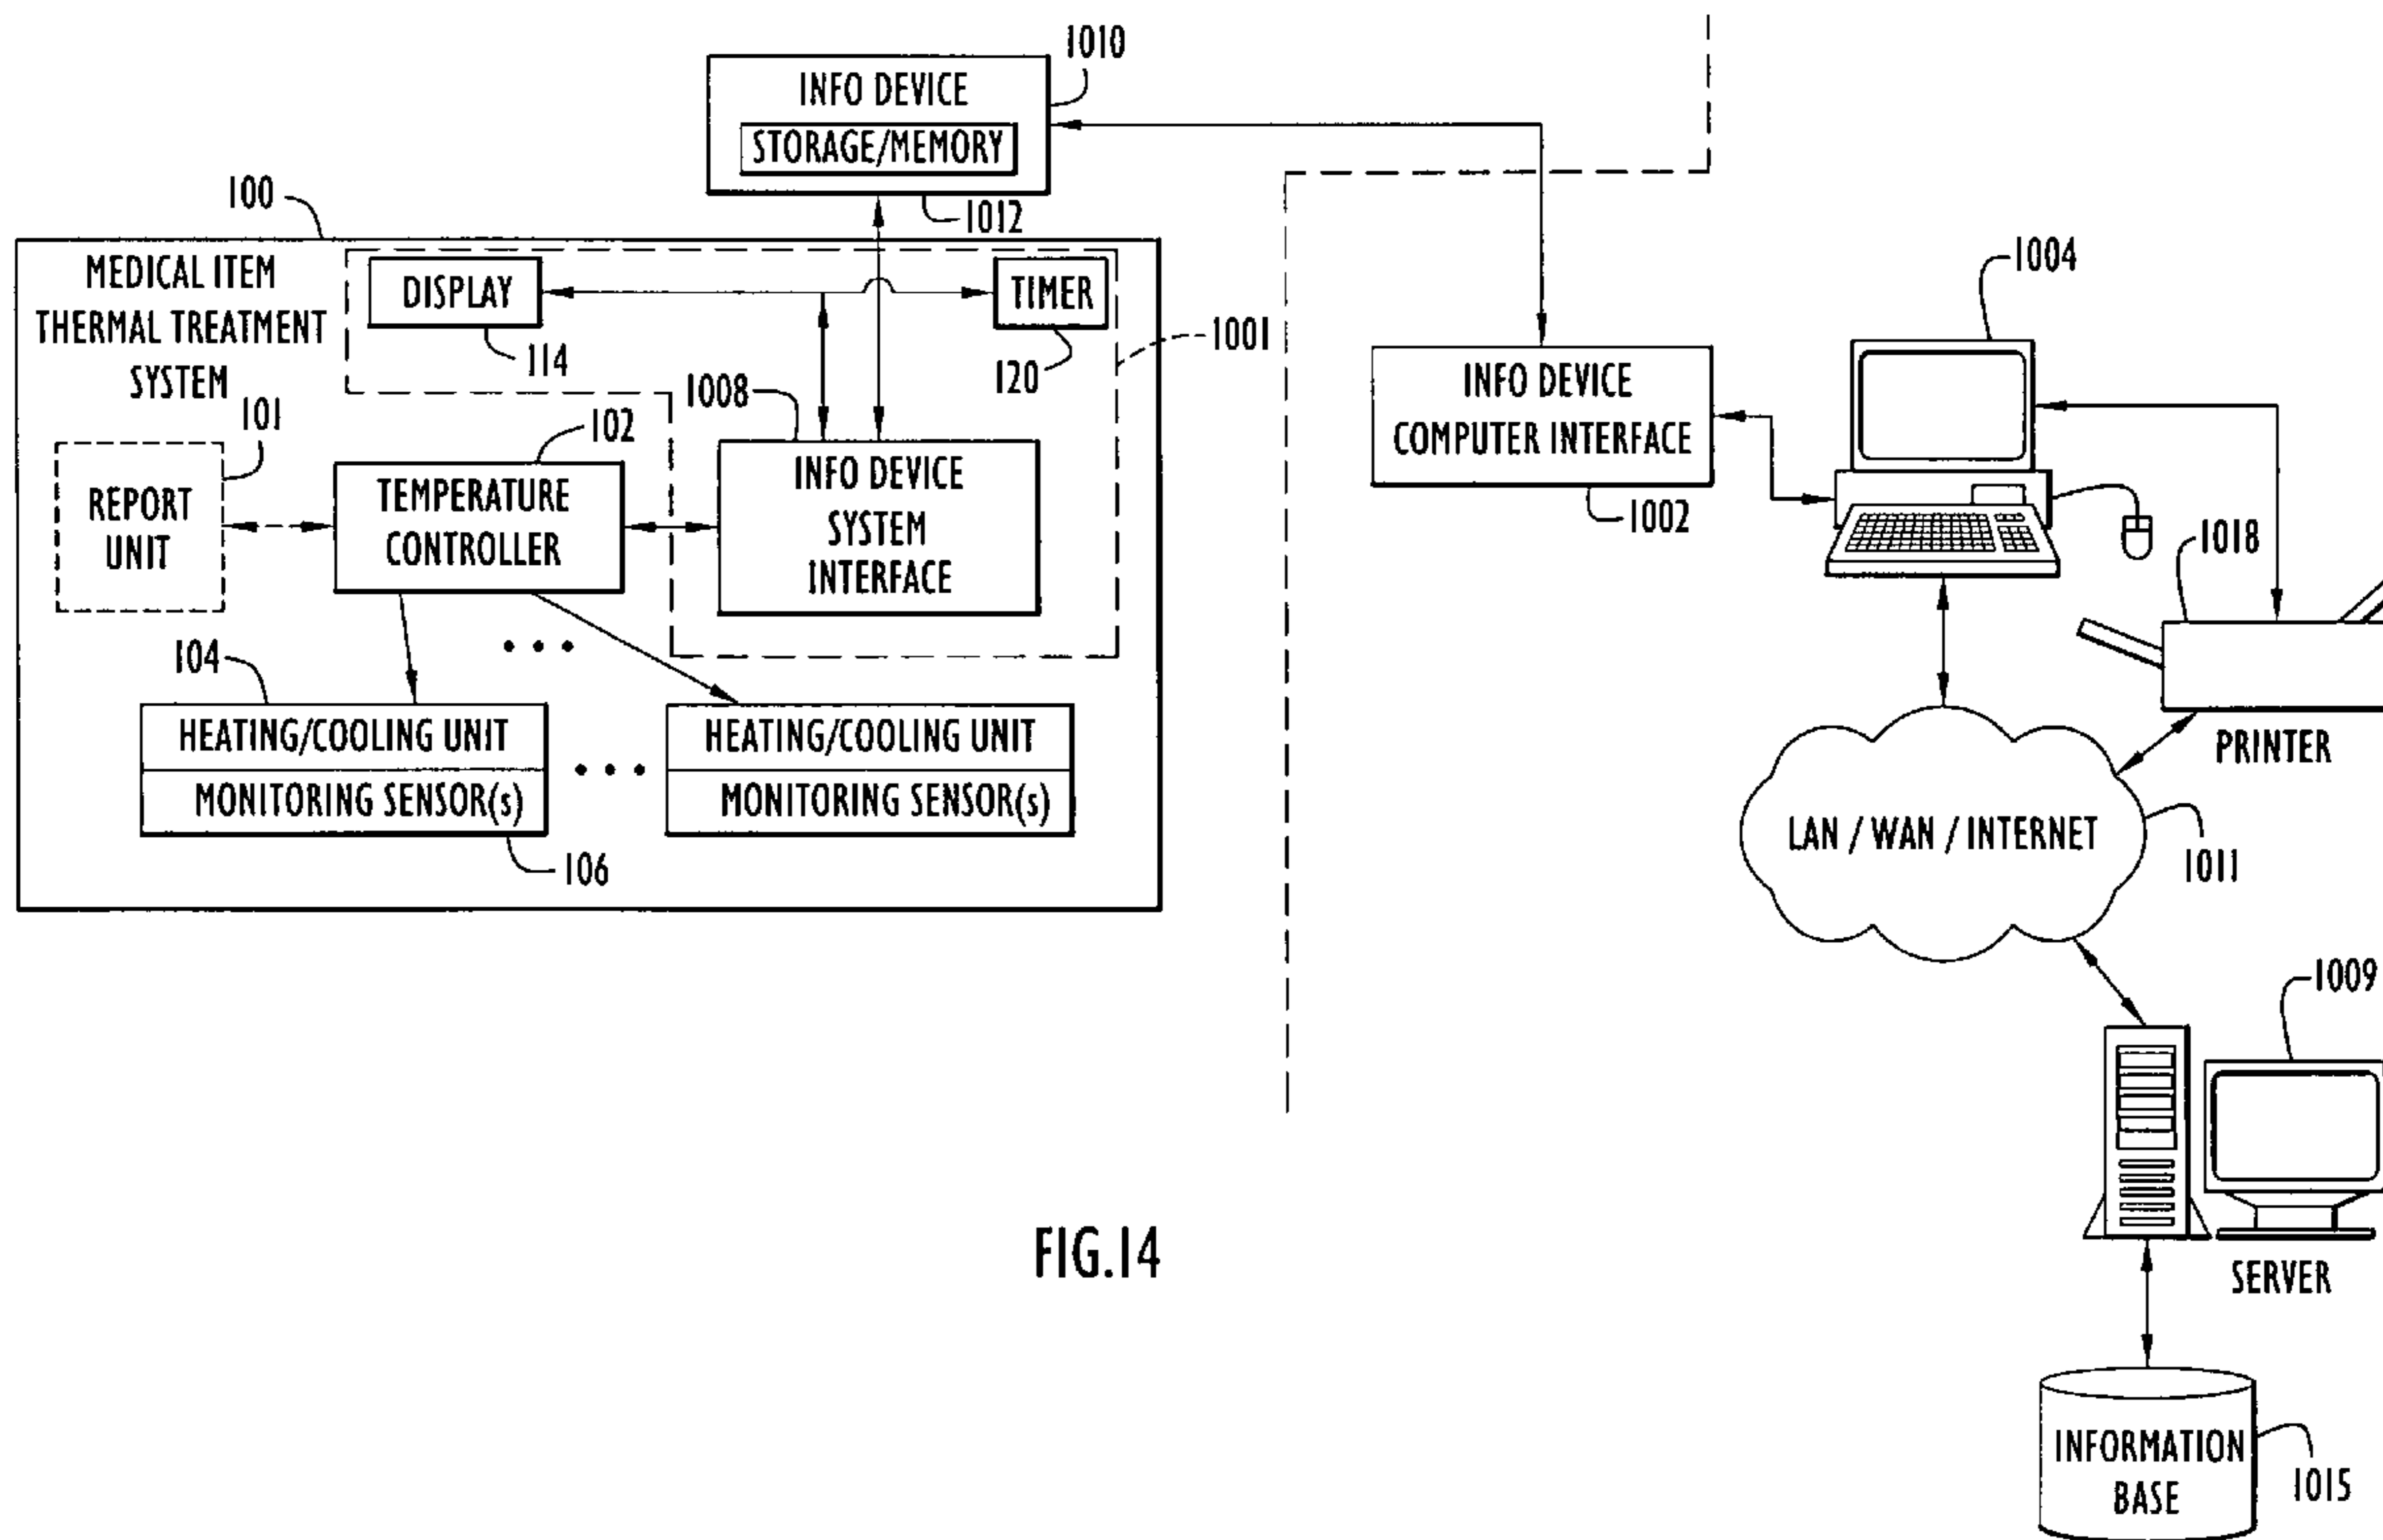 1010
INFO DEVICE
STORAGE/MEMORY
1012
100
MEDICAL ITEM
THERMAL TREATMENT
SYSTEM
DISPLAY
114
TIMER
120
1001
1008
INFO DEVICE
SYSTEM
INTERFACE
101
REPORT
UNIT
102
TEMPERATURE
CONTROLLER
• • •
104
HEATING/COOLING UNIT
MONITORING SENSOR(s)
106
• • •
HEATING/COOLING UNIT
MONITORING SENSOR(s)
INFO DEVICE
COMPUTER INTERFACE
1002
1004
1018
PRINTER
LAN / WAN / INTERNET
1011
1009
SERVER
INFORMATION
BASE
1015
FIG.14